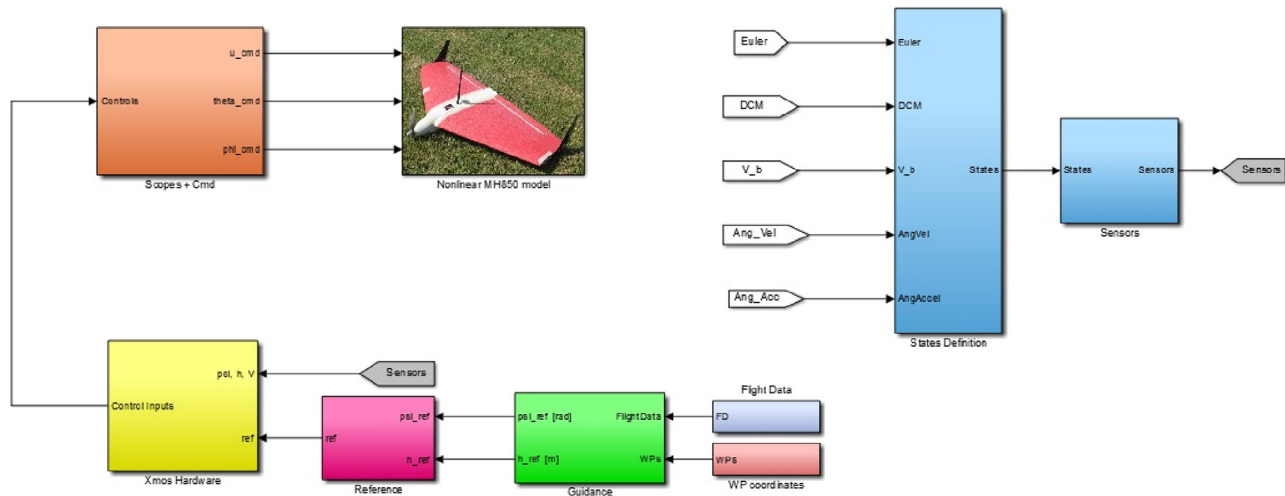 u_cmd
Controls
theta_cmd
phi_cmd
Scopes + Cmd
Nonlinear MH850 model
Euler
Euler
DCM
DCM
V_b
V_b
States
States
Sensors
Sensors
Ang_Vel
AngVel
Sensors
Ang_Acc
AngAccel
States Definition
psi, h, V
Sensors
Control Inputs
ref
Xmos Hardware
psi_ref
ref
h_ref
Reference
psi_ref [rad]
FlightData
h_ref [m]
WPs
Guidance
Flight Data
FD
WPs
WP coordinates